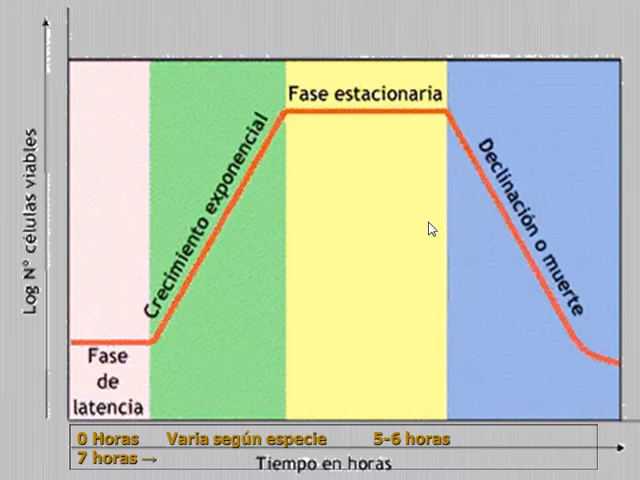 Fase estacionaria
Crecimiento exponencial
Declinación o muerte
Log N° células viables
Fase
de
latencia
0 Horas Varia según especie 5-6 horas
7 horas →
Tiempo en horas